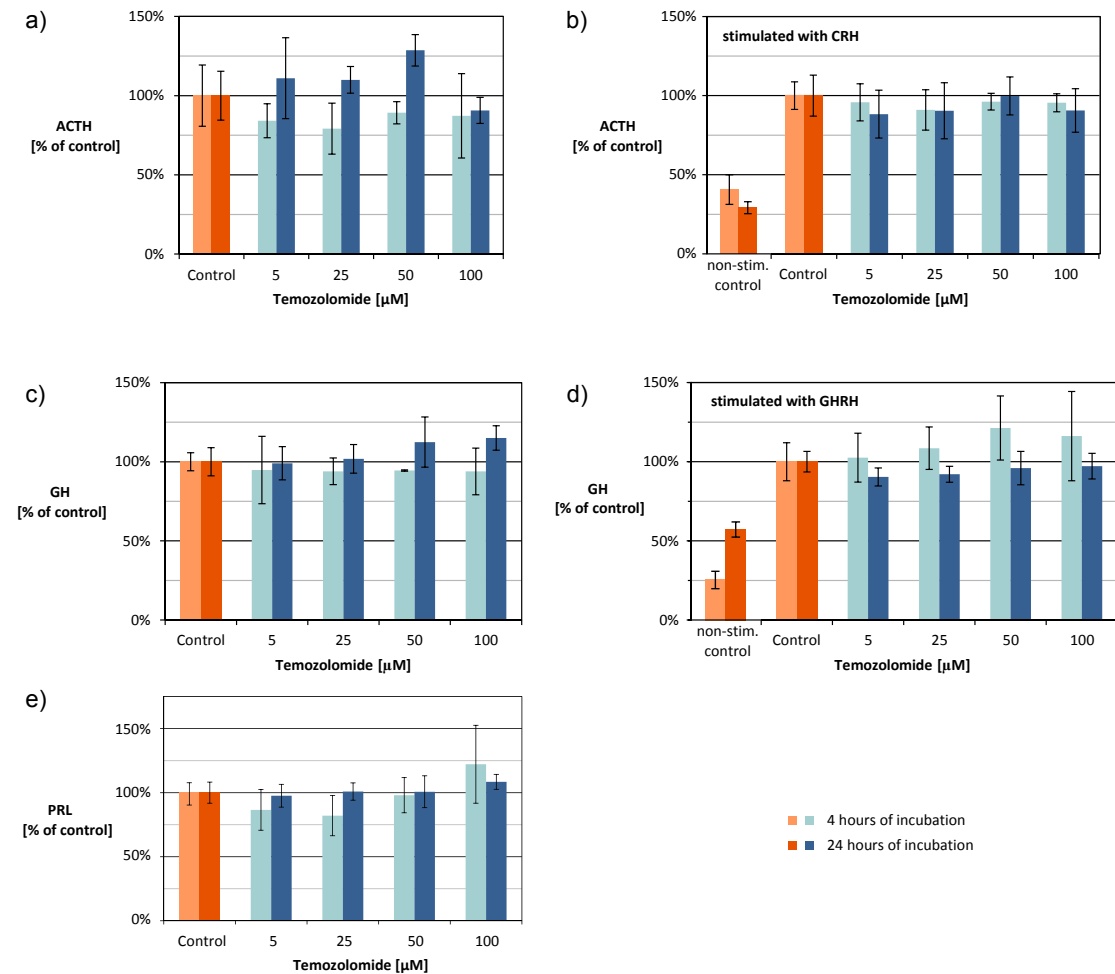 a)
150%
100%
50%
0%
ACTH
[% of control]
Control 5 25 50 100
Temozolomide [µM]
b)
stimulated with CRH
150%
100%
50%
0%
ACTH
[% of control]
non-stim.
control
Control 5 25 50 100
Temozolomide [µM]
c)
150%
100%
50%
0%
GH
[% of control]
Control 5 25 50 100
Temozolomide [µM]
d)
stimulated with GHRH
150%
100%
50%
0%
GH
[% of control]
non-stim.
control
Control 5 25 50 100
Temozolomide [µM]
e)
150%
100%
50%
0%
PRL
[% of control]
Control 5 25 50 100
Temozolomide [µM]
4 hours of incubation
24 hours of incubation